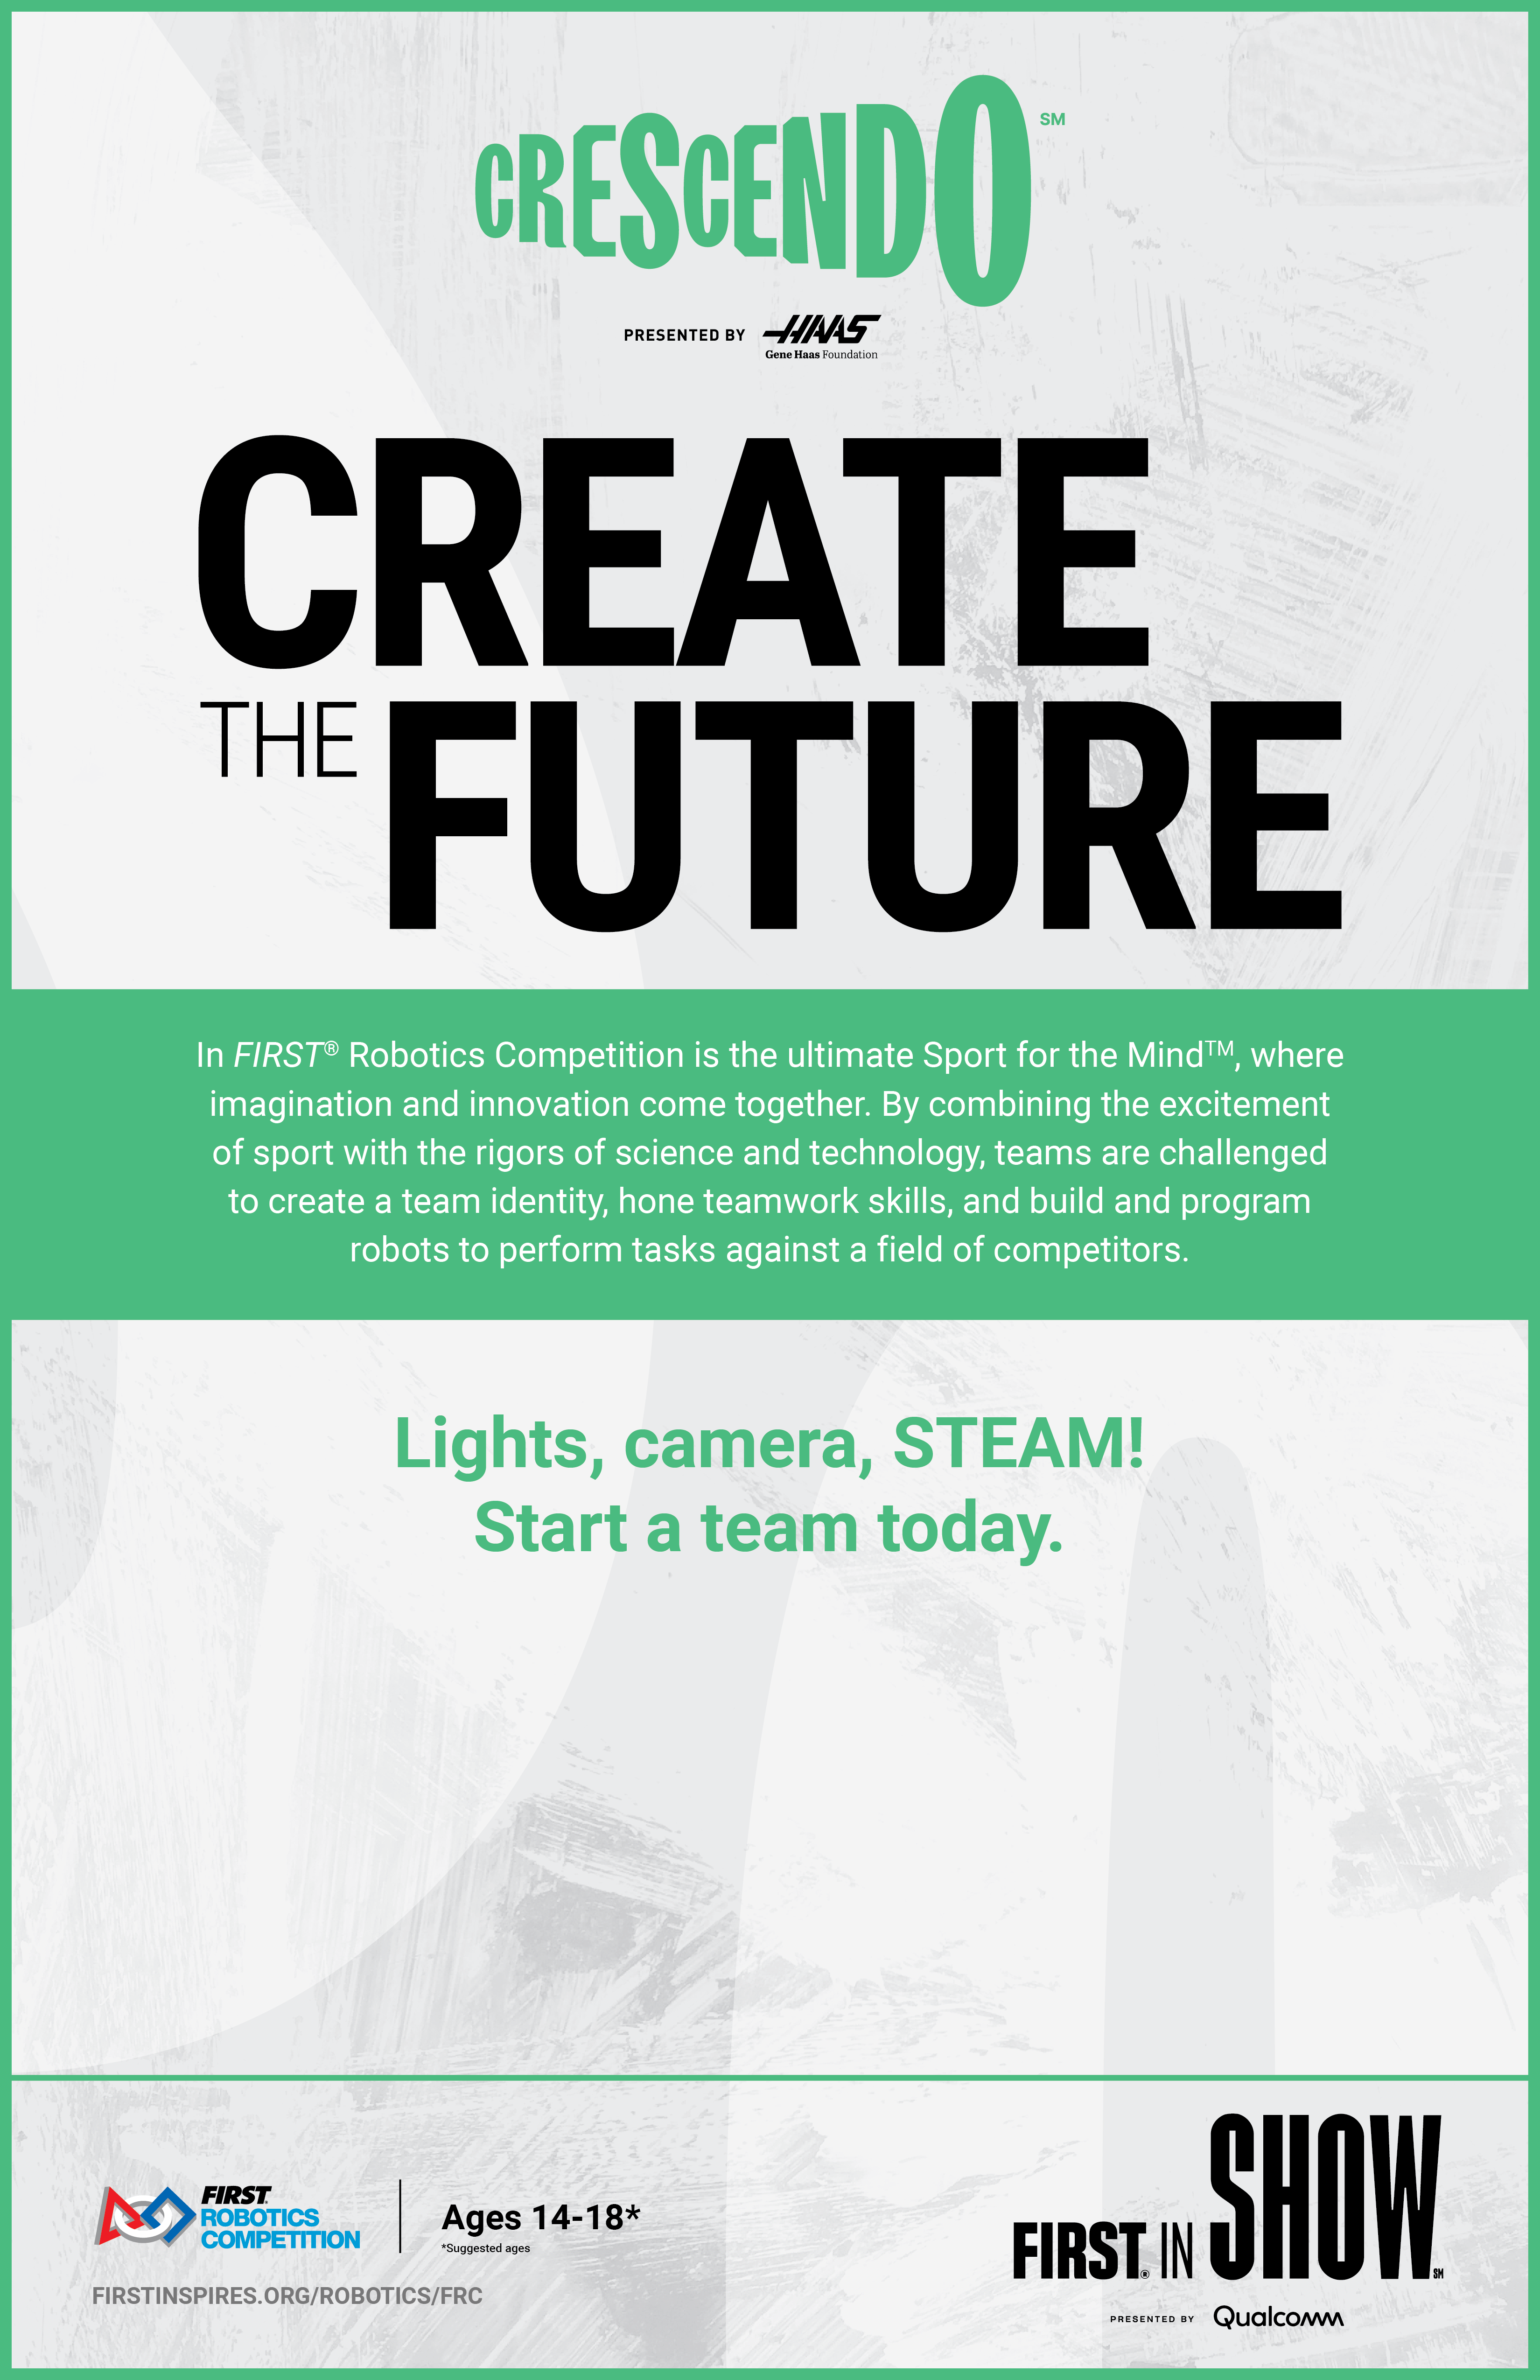 CRESCENDO SM
PRESENTED BY HAAS
Gene Haas Foundation
CREATE
THE FUTURE
In FIRST® Robotics Competition is the ultimate Sport for the Mind™, where
imagination and innovation come together. By combining the excitement
of sport with the rigors of science and technology, teams are challenged
to create a team identity, hone teamwork skills, and build and program
robots to perform tasks against a field of competitors.
Lights, camera, STEAM!
Start a team today.
FIRST®
ROBOTICS
COMPETITION
Ages 14-18*
*Suggested ages
FIRSTINSPIRES.ORG/ROBOTICS/FRC
FIRST® IN SHOW SM
PRESENTED BY Qualcomm